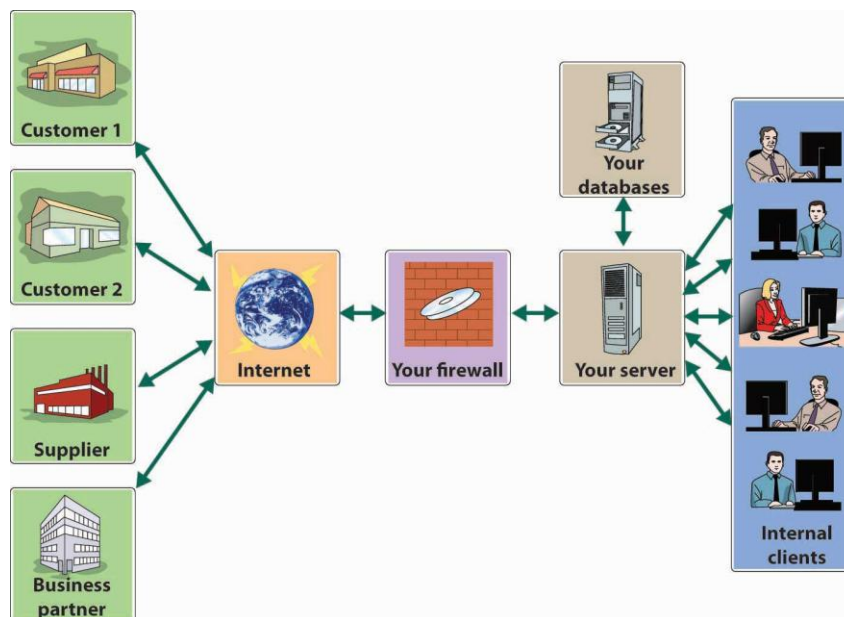 Customer 1
Customer 2
Supplier
Business
partner
Internet
Your firewall
Your
databases
Your server
Internal
clients